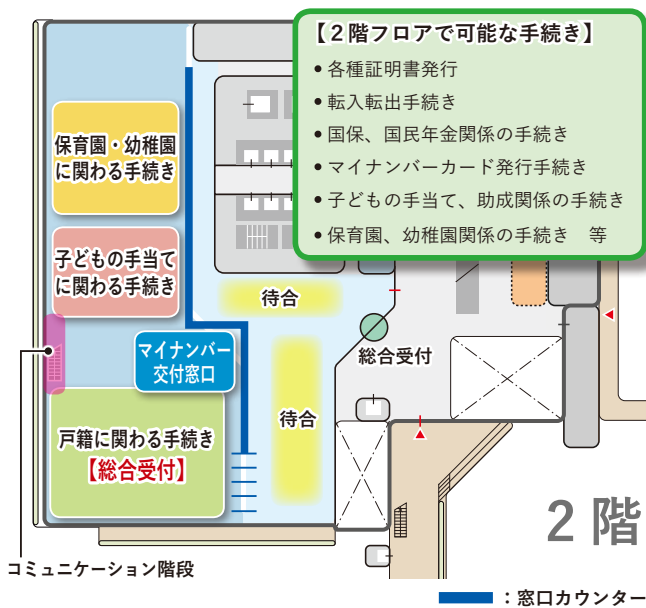 【２階フロアで可能な手続き】
• 各種証明書発行
• 転入転出手続き
• 国保、国民年金関係の手続き
• マイナンバーカード発行手続き
• 子どもの手当て、助成関係の手続き
• 保育園、幼稚園関係の手続き　等
保育園・幼稚園
に関わる手続き
子どもの手当て
に関わる手続き
待合
マイナンバー
交付窓口
総合受付
待合
戸籍に関わる手続き
【総合受付】
２階
コミュニケーション階段
：窓口カウンター